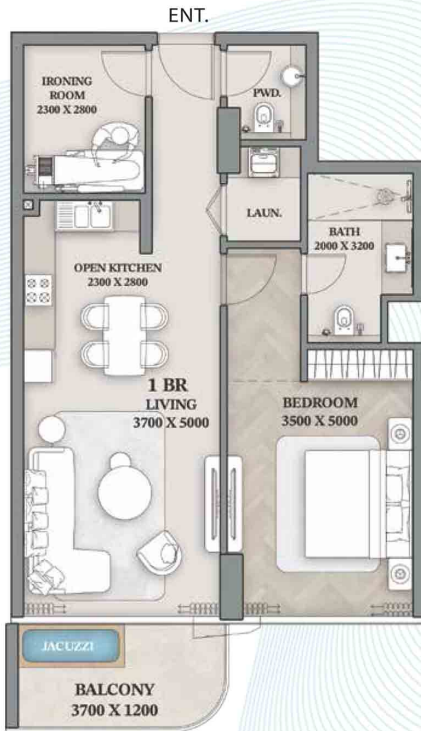 ENT.
IRONING
ROOM
2300 X 2800
PWD.
LAUN.
BATH
2000 X 3200
OPEN KITCHEN
2300 X 2800
1 BR
LIVING
3700 X 5000
BEDROOM
3500 X 5000
JACUZZI
BALCONY
3700 X 1200